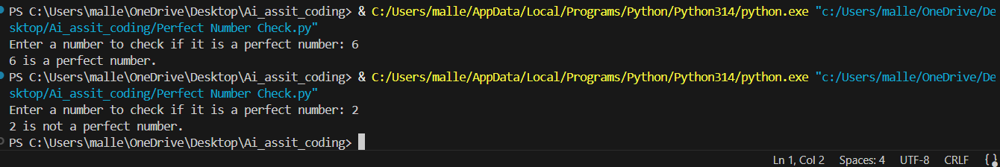 PS C:\Users\malle\OneDrive\Desktop\Ai_assit_coding> & C:/Users/malle/AppData/Local/Programs/Python/Python314/python.exe "c:/Users/malle/OneDrive/De
sktop/Ai_assit_coding/Perfect Number Check.py"
Enter a number to check if it is a perfect number: 6
6 is a perfect number.
PS C:\Users\malle\OneDrive\Desktop\Ai_assit_coding> & C:/Users/malle/AppData/Local/Programs/Python/Python314/python.exe "c:/Users/malle/OneDrive/De
sktop/Ai_assit_coding/Perfect Number Check.py"
Enter a number to check if it is a perfect number: 2
2 is not a perfect number.
PS C:\Users\malle\OneDrive\Desktop\Ai_assit_coding>
Ln 1, Col 2 Spaces: 4 UTF-8 CRLF {}